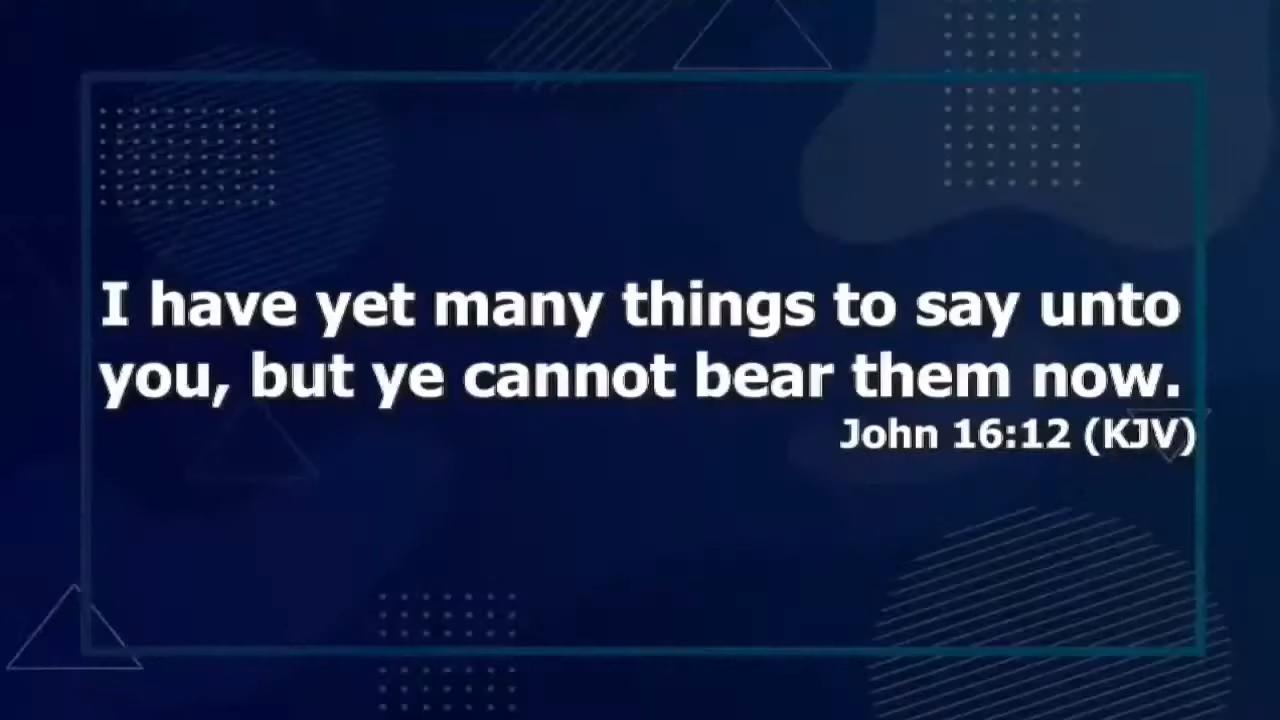 I have yet many things to say unto
you, but ye cannot bear them now.
John 16:12 (KJV)